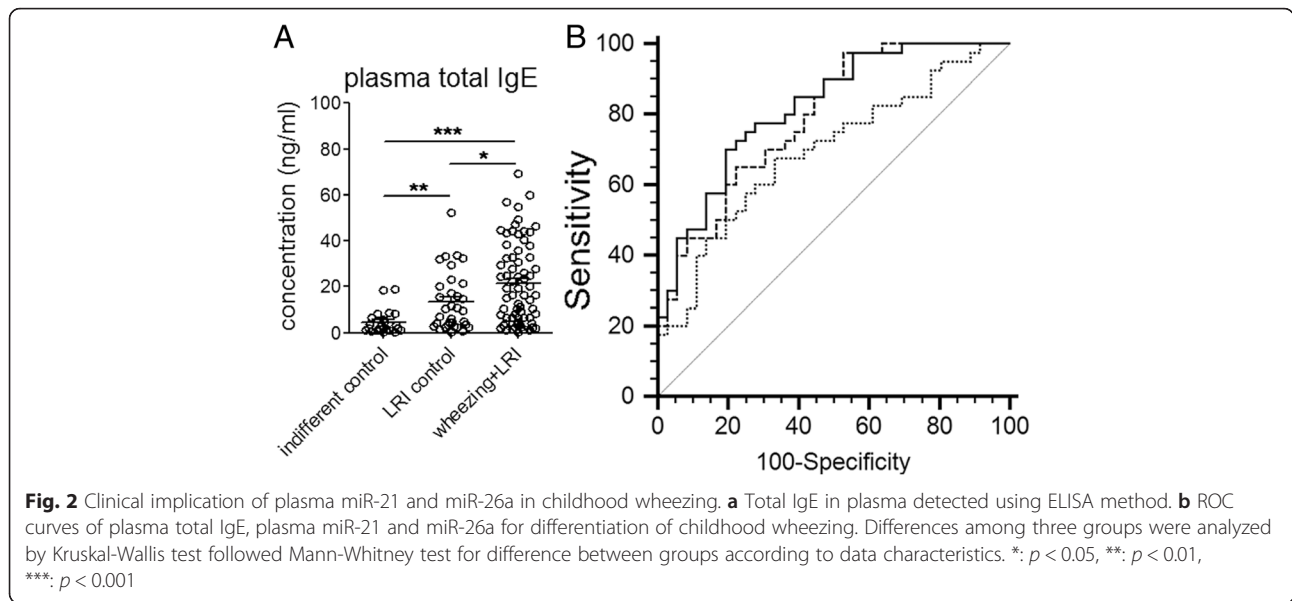 A
plasma total IgE
concentration (ng/ml)
100
80
60
40
20
0
***
*
**
indifferent control
LRI control
wheezing+LRI
B
Sensitivity
100
80
60
40
20
0
0 20 40 60 80 100
100-Specificity
Fig. 2 Clinical implication of plasma miR-21 and miR-26a in childhood wheezing. a Total IgE in plasma detected using ELISA method. b ROC
curves of plasma total IgE, plasma miR-21 and miR-26a for differentiation of childhood wheezing. Differences among three groups were analyzed
by Kruskal-Wallis test followed Mann-Whitney test for difference between groups according to data characteristics. *: p < 0.05, **: p < 0.01,
***: p < 0.001